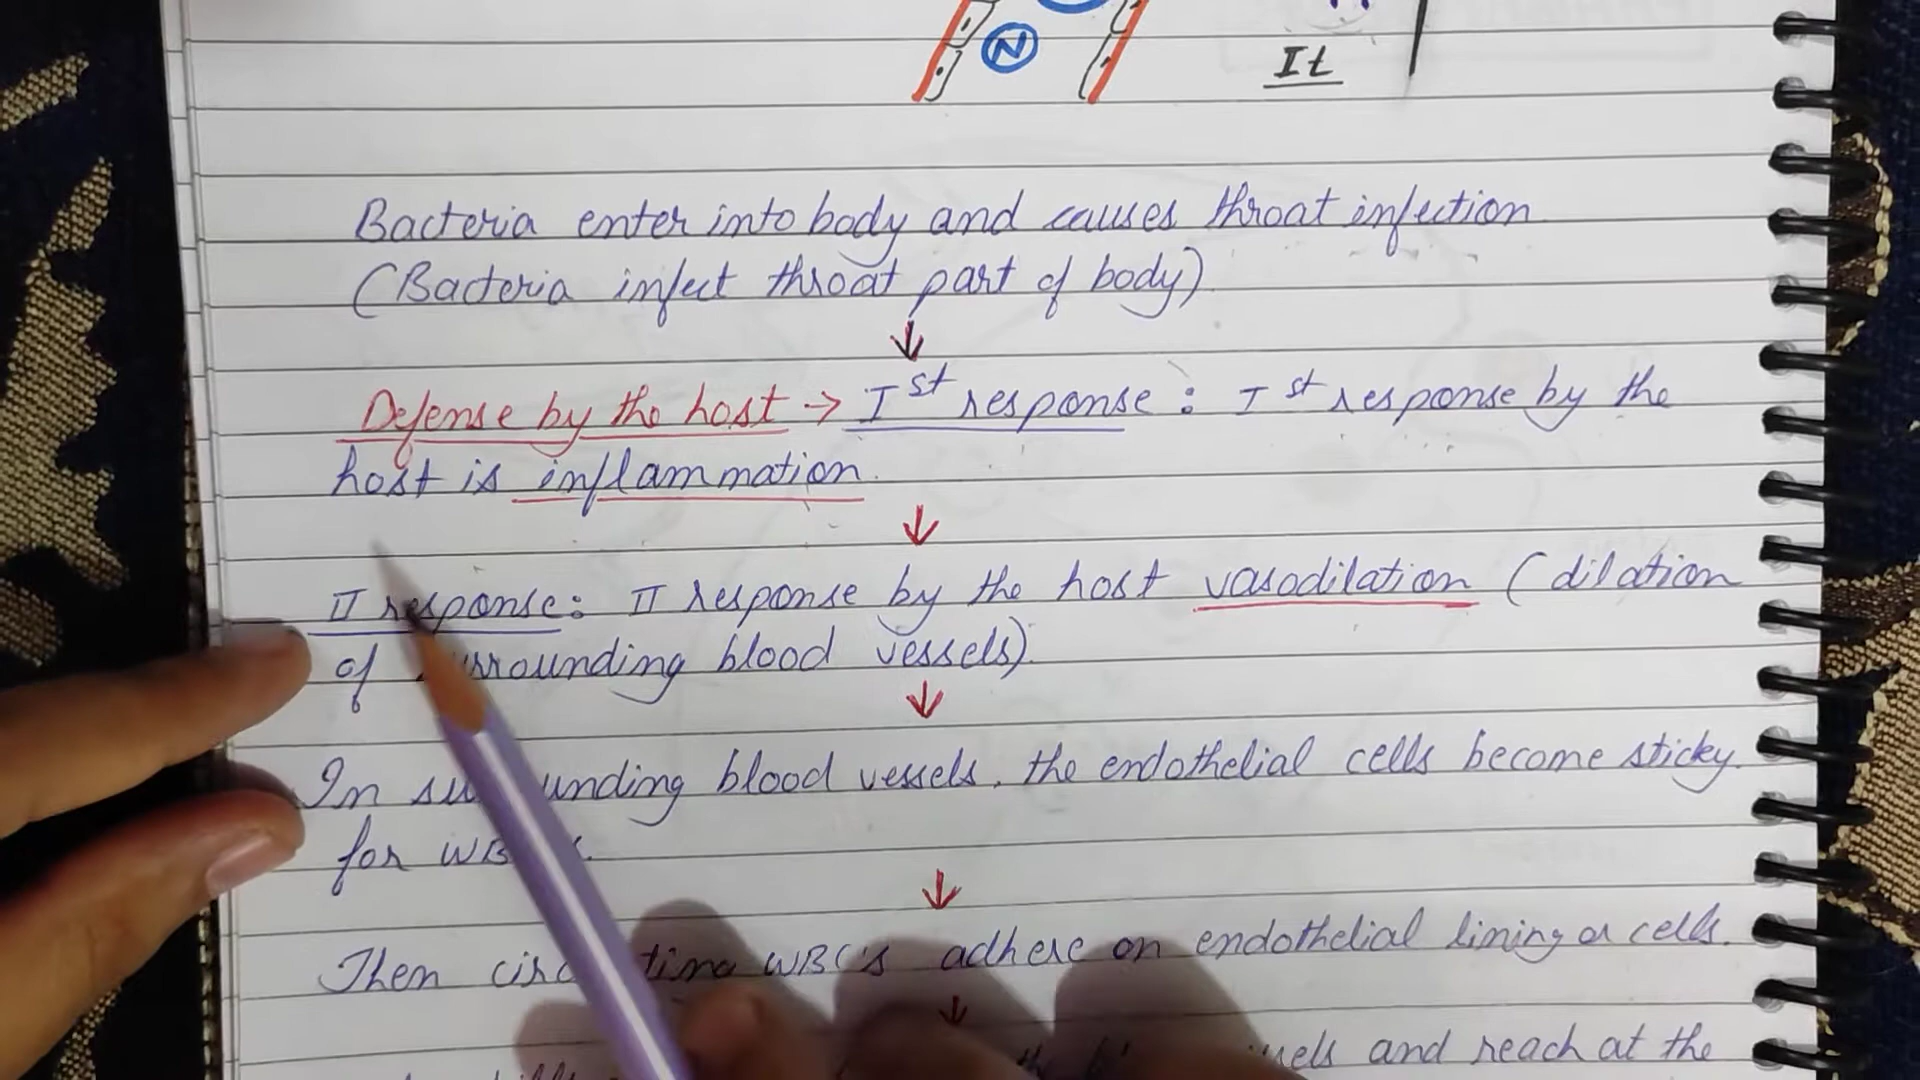 N
It
Bacteria enter into body and causes throat infection
(Bacteria infect throat part of body)
Defense by the host → Ist response : Ist response by the
host is inflammation.
II response: II response by the host vasodilation (dilation
of surrounding blood vessels).
In surrounding blood vessels, the endothelial cells become sticky
for
Then circulating WBC's adhere on endothelial lining or cells.
and reach at the